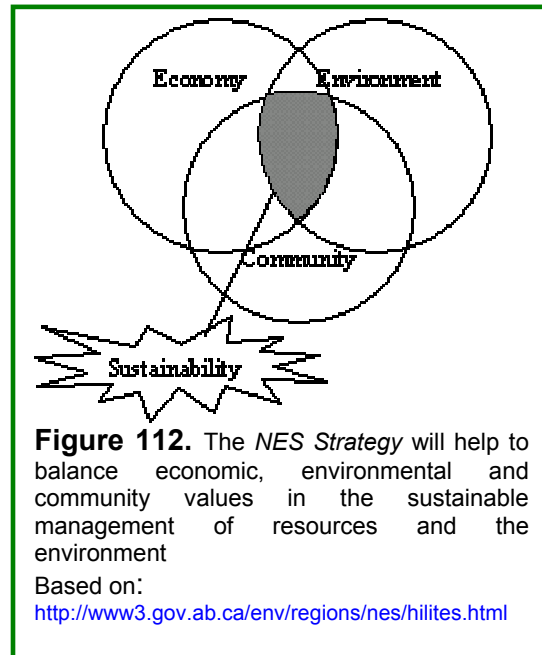 Economy Environment
Community
Sustainability
Figure 112. The NES Strategy will help to
balance economic, environmental and
community values in the sustainable
management of resources and the
environment
Based on:
http://www3.gov.ab.ca/env/regions/nes/hilites.html